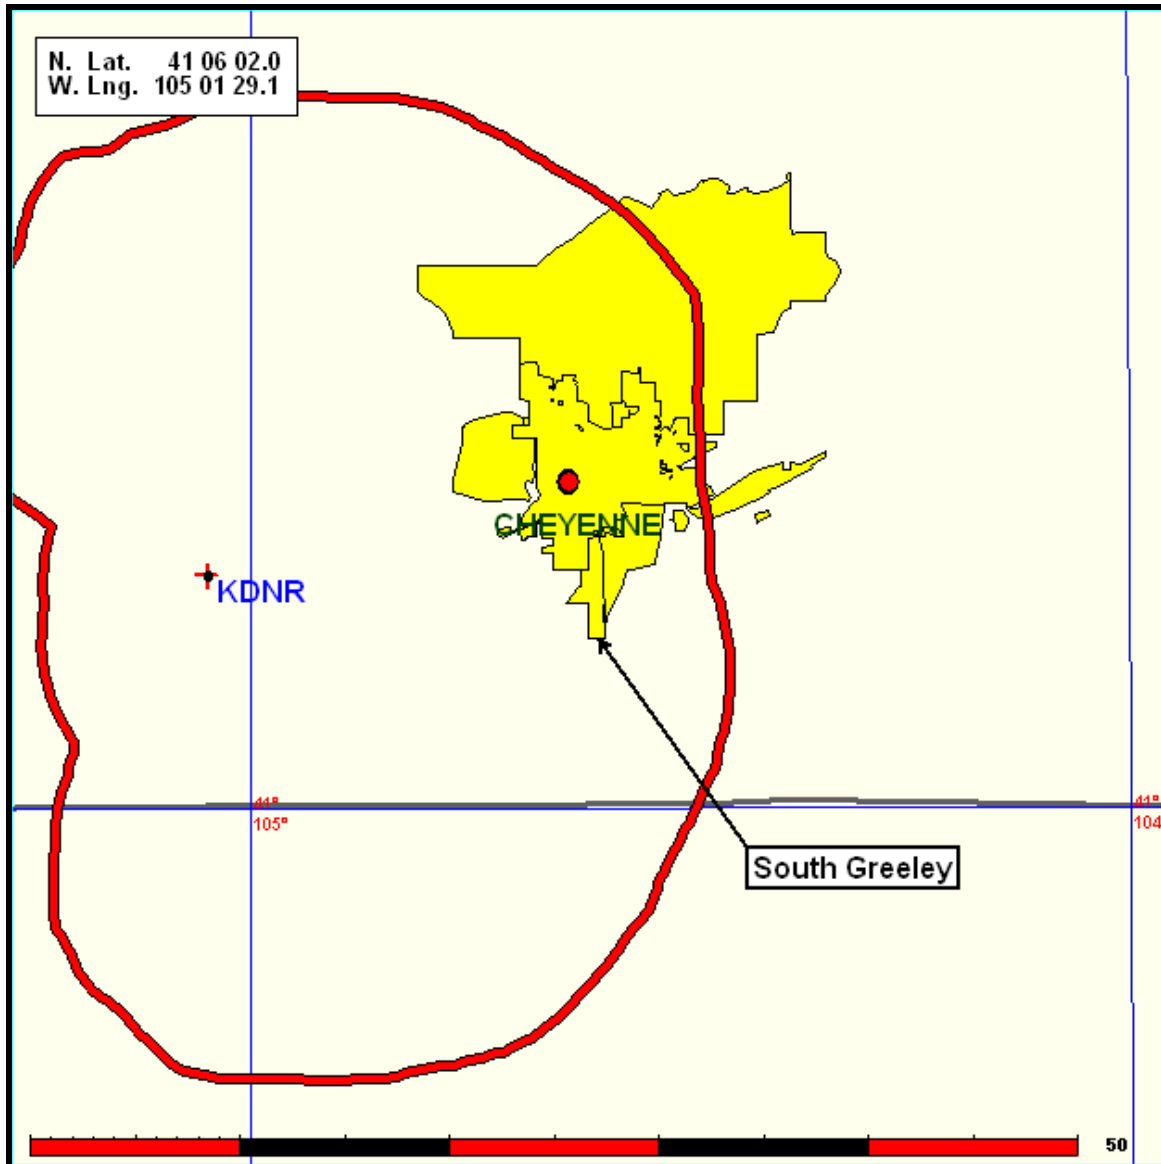 N. Lat. 41 06 02.0
W. Lng. 105 01 29.1
CHEYENNE
KDNR
41°
41°
105°
104
South Greeley
50